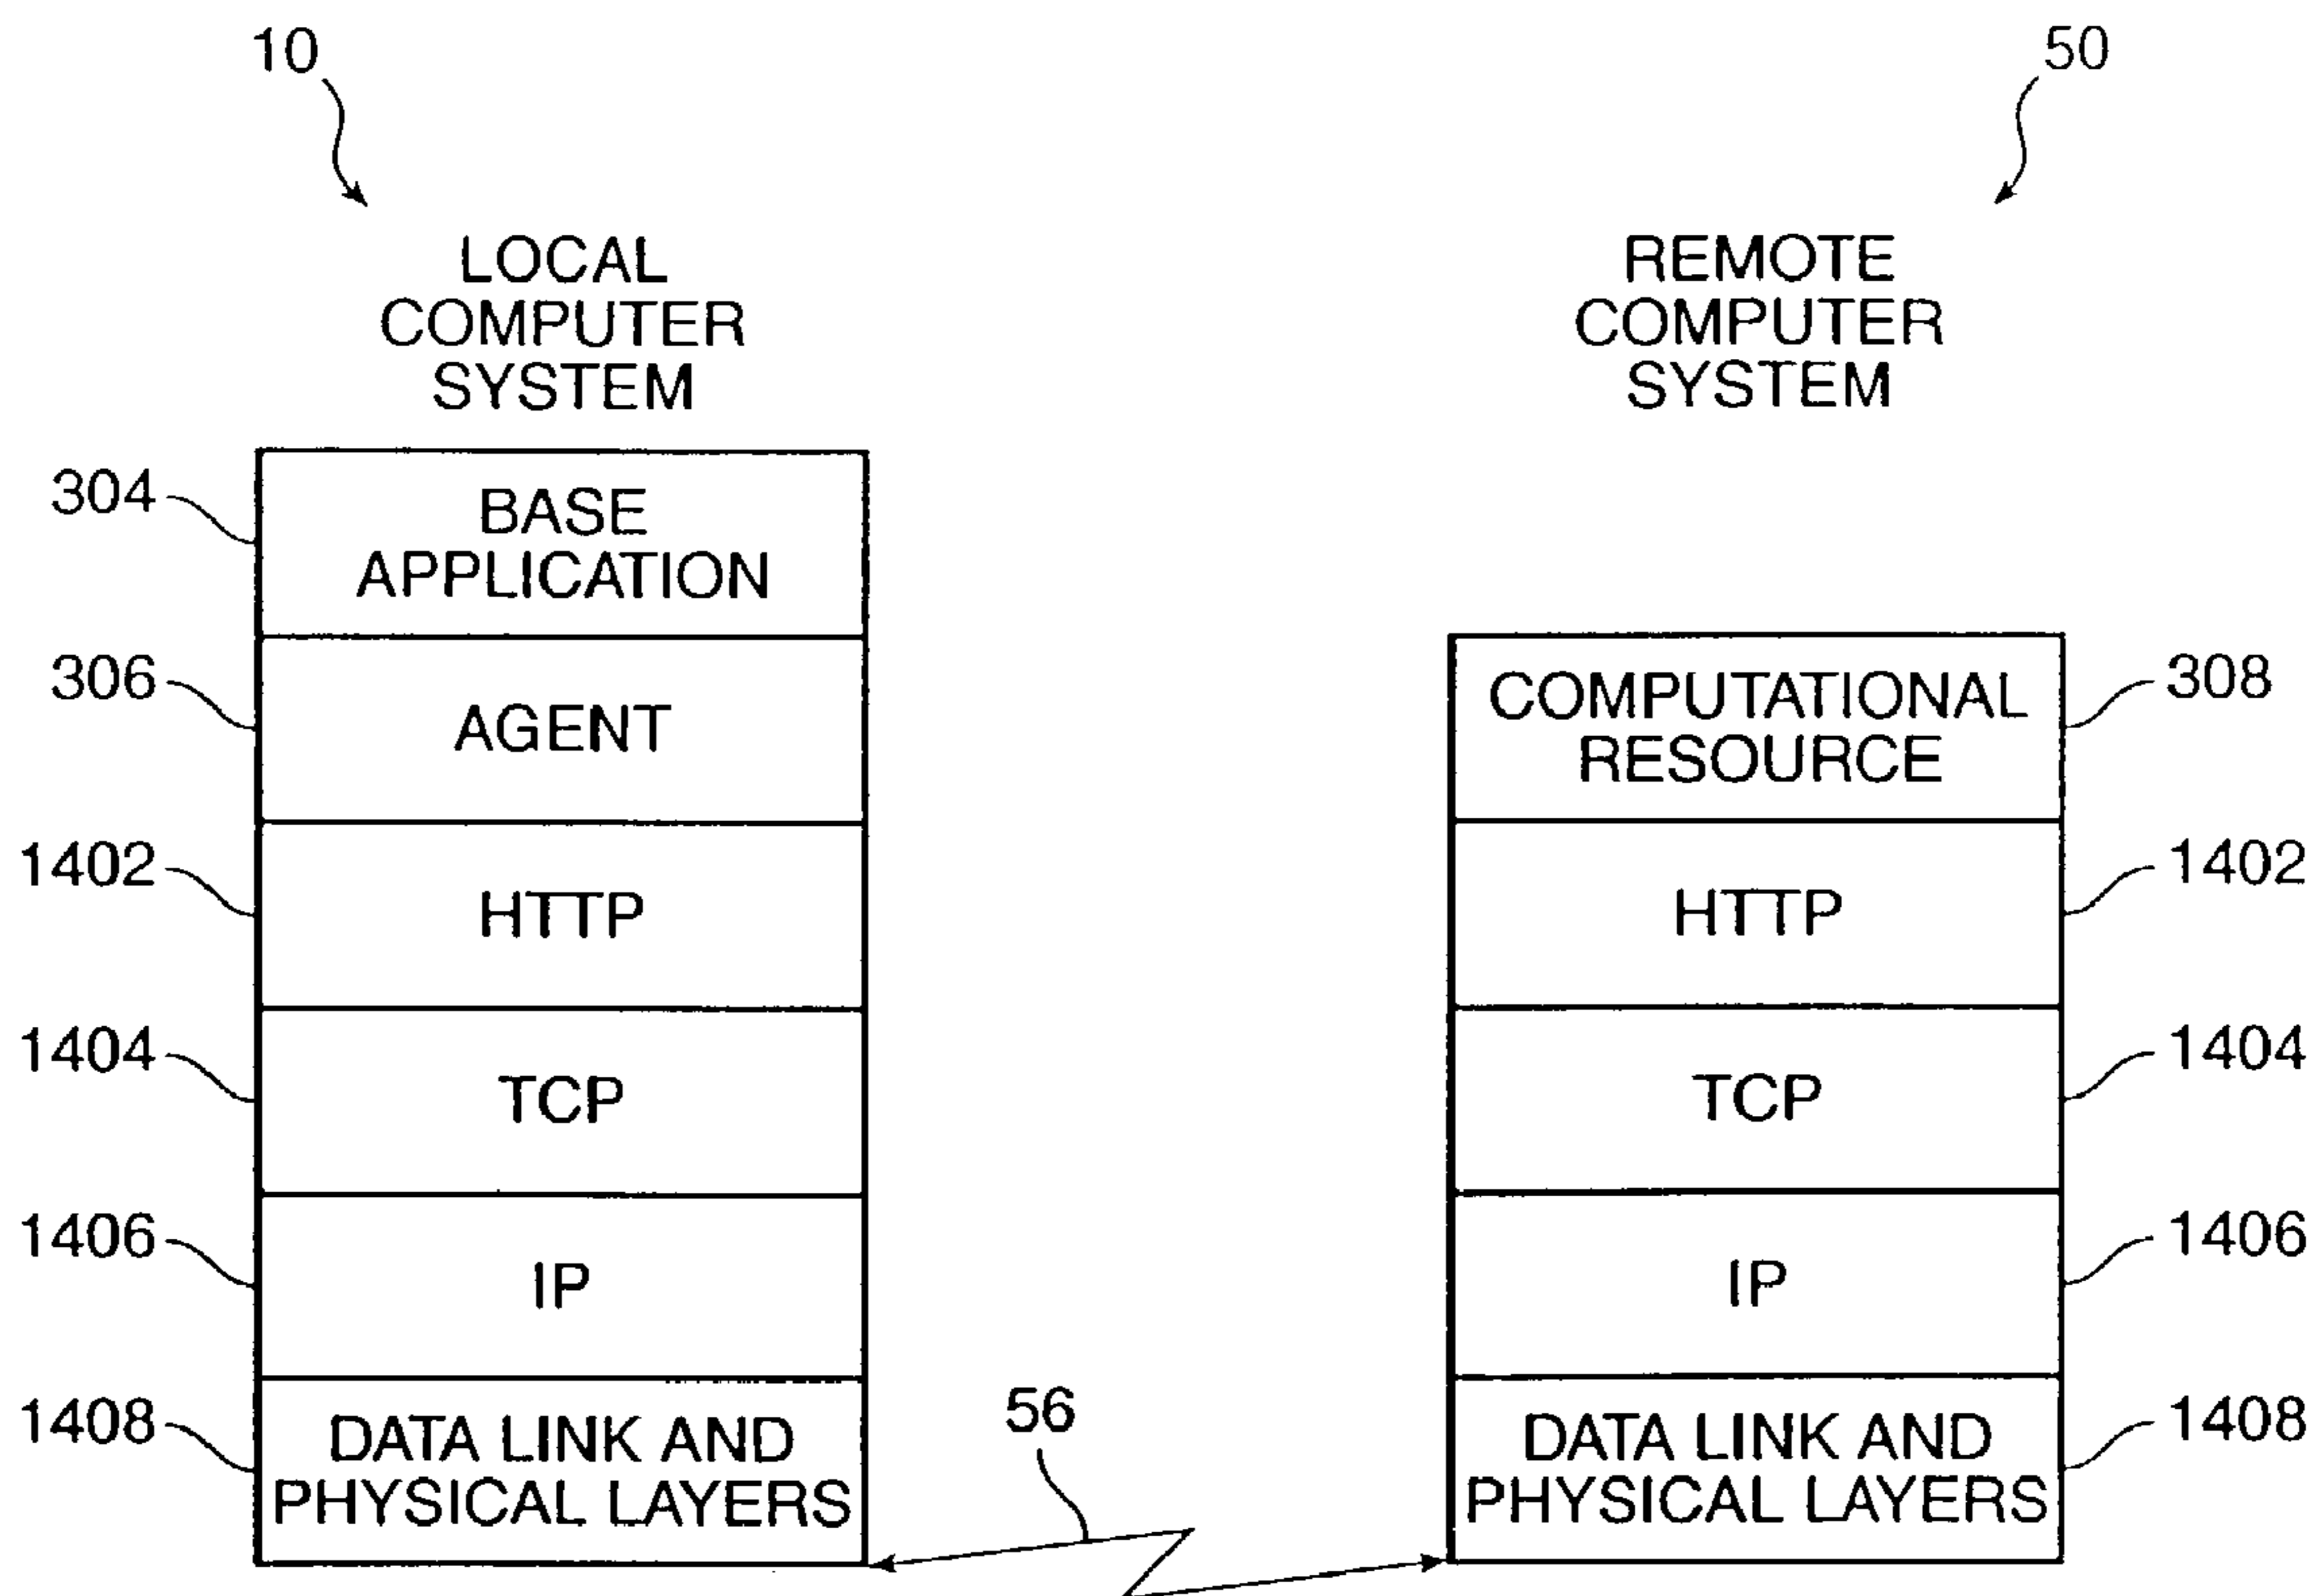 10
50
LOCAL
COMPUTER
SYSTEM
REMOTE
COMPUTER
SYSTEM
304
BASE
APPLICATION
306
AGENT
COMPUTATIONAL
RESOURCE
308
1402
HTTP
HTTP
1402
1404
TCP
TCP
1404
1406
IP
IP
1406
1408
DATA LINK AND
PHYSICAL LAYERS
56
DATA LINK AND
PHYSICAL LAYERS
1408